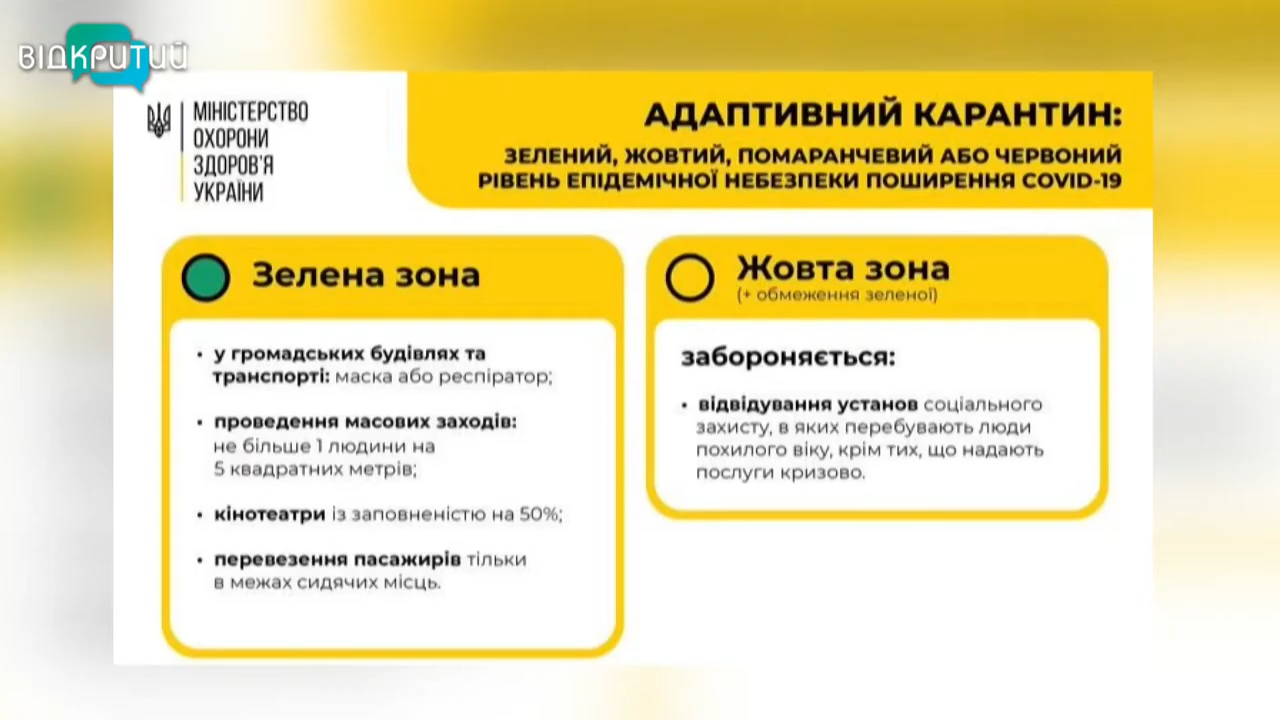 ВІДКРИТИЙ
МІНІСТЕРСТВО
ОХОРОНИ
ЗДОРОВ'Я
УКРАЇНИ
АДАПТИВНИЙ КАРАНТИН:
ЗЕЛЕНИЙ, ЖОВТИЙ, ПОМАРАНЧЕВИЙ АБО ЧЕРВОНИЙ
РІВЕНЬ ЕПІДЕМІЧНОЇ НЕБЕЗПЕКИ ПОШИРЕННЯ COVID-19
Зелена зона
• у громадських будівлях та
транспорті: маска або респіратор;
• проведення масових заходів:
не більше 1 людини на
5 квадратних метрів;
• кінотеатри із заповненістю на 50%;
• перевезення пасажирів тільки
в межах сидячих місць.
Жовта зона
(+ обмеження зеленої)
забороняється:
• відвідування установ соціального
захисту, в яких перебувають люди
похилого віку, крім тих, що надають
послуги кризово.